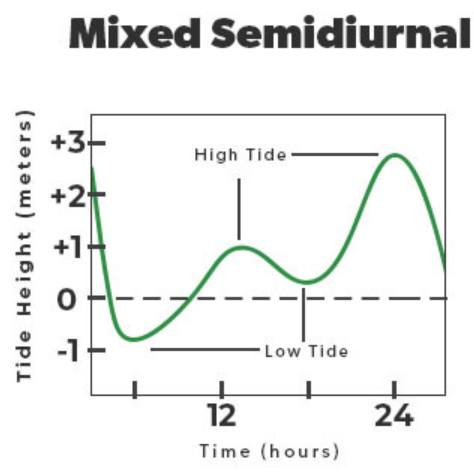 Mixed Semidiurnal
Tide Height (meters)
+3
+2
+1
0
-1
High Tide
Low Tide
12
24
Time (hours)